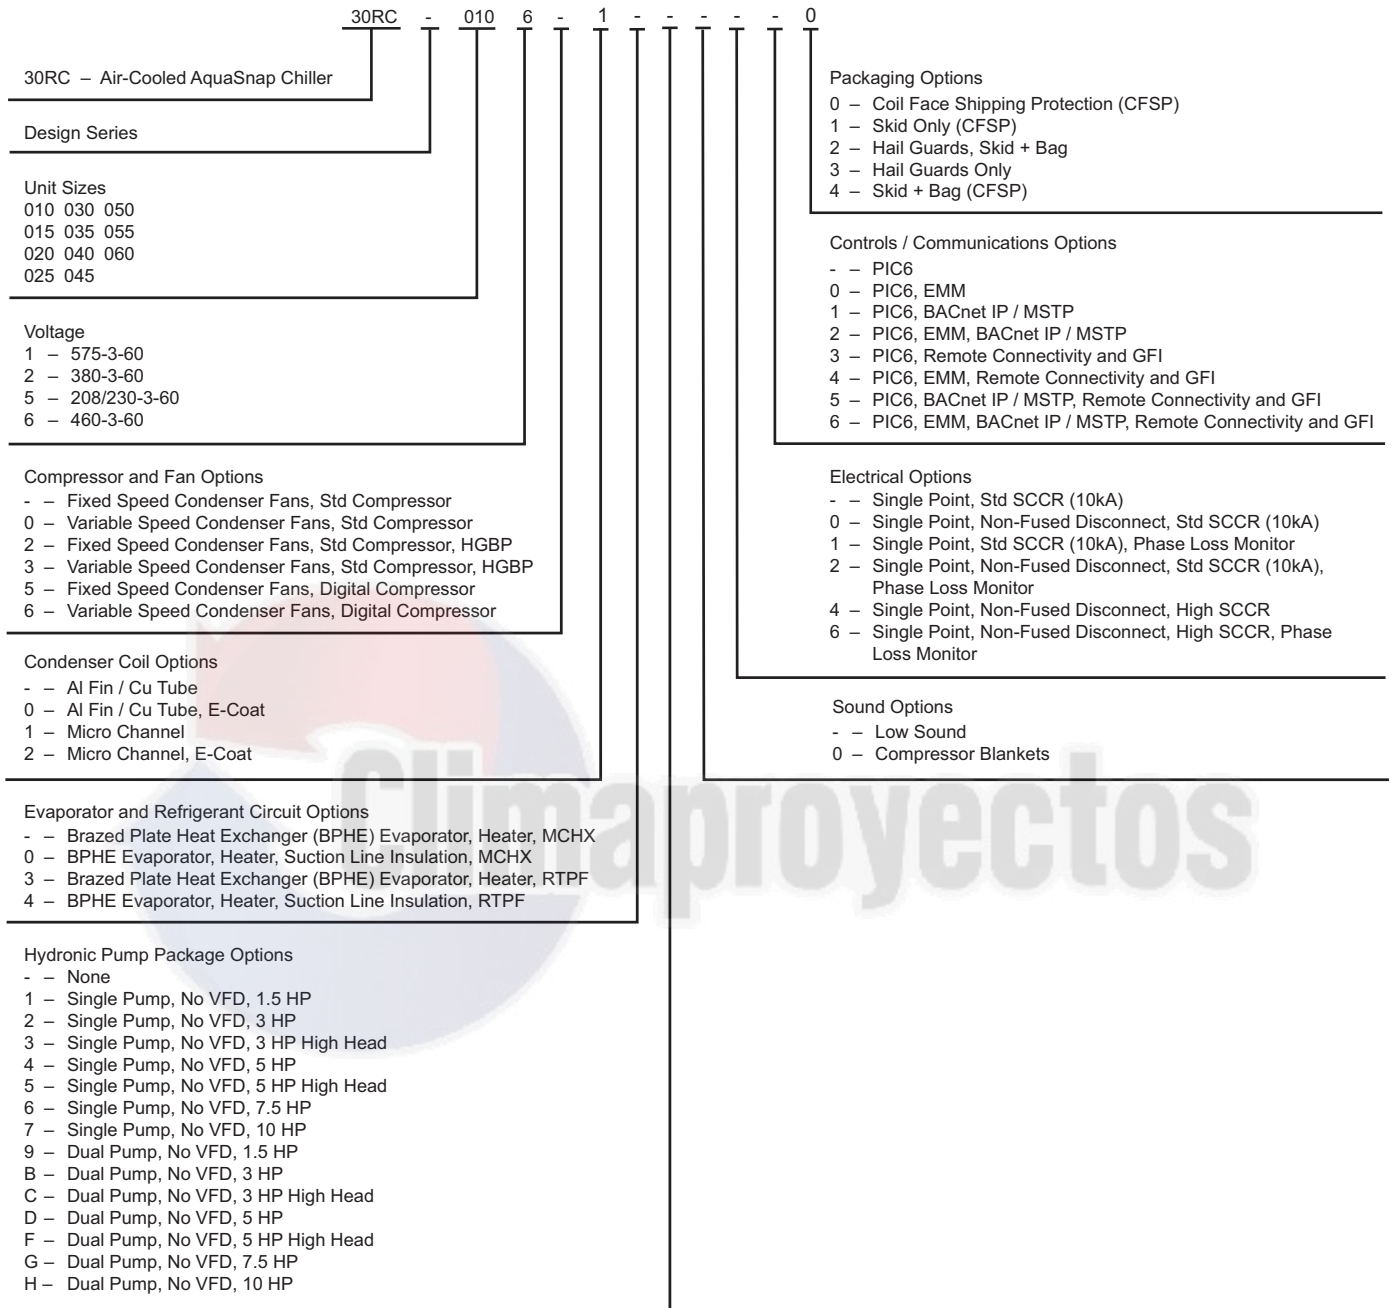 30RC - 010 6 - 1 - - - - - 0
30RC – Air-Cooled AquaSnap Chiller
Design Series
Unit Sizes
010 030 050
015 035 055
020 040 060
025 045
Voltage
1 – 575-3-60
2 – 380-3-60
5 – 208/230-3-60
6 – 460-3-60
Compressor and Fan Options
- – Fixed Speed Condenser Fans, Std Compressor
0 – Variable Speed Condenser Fans, Std Compressor
2 – Fixed Speed Condenser Fans, Std Compressor, HGBP
3 – Variable Speed Condenser Fans, Std Compressor, HGBP
5 – Fixed Speed Condenser Fans, Digital Compressor
6 – Variable Speed Condenser Fans, Digital Compressor
Condenser Coil Options
- – Al Fin / Cu Tube
0 – Al Fin / Cu Tube, E-Coat
1 – Micro Channel
2 – Micro Channel, E-Coat
Evaporator and Refrigerant Circuit Options
- – Brazed Plate Heat Exchanger (BPHE) Evaporator, Heater, MCHX
0 – BPHE Evaporator, Heater, Suction Line Insulation, MCHX
3 – Brazed Plate Heat Exchanger (BPHE) Evaporator, Heater, RTPF
4 – BPHE Evaporator, Heater, Suction Line Insulation, RTPF
Hydronic Pump Package Options
- – None
1 – Single Pump, No VFD, 1.5 HP
2 – Single Pump, No VFD, 3 HP
3 – Single Pump, No VFD, 3 HP High Head
4 – Single Pump, No VFD, 5 HP
5 – Single Pump, No VFD, 5 HP High Head
6 – Single Pump, No VFD, 7.5 HP
7 – Single Pump, No VFD, 10 HP
9 – Dual Pump, No VFD, 1.5 HP
B – Dual Pump, No VFD, 3 HP
C – Dual Pump, No VFD, 3 HP High Head
D – Dual Pump, No VFD, 5 HP
F – Dual Pump, No VFD, 5 HP High Head
G – Dual Pump, No VFD, 7.5 HP
H – Dual Pump, No VFD, 10 HP
Packaging Options
0 – Coil Face Shipping Protection (CFSP)
1 – Skid Only (CFSP)
2 – Hail Guards, Skid + Bag
3 – Hail Guards Only
4 – Skid + Bag (CFSP)
Controls / Communications Options
- – PIC6
0 – PIC6, EMM
1 – PIC6, BACnet IP / MSTP
2 – PIC6, EMM, BACnet IP / MSTP
3 – PIC6, Remote Connectivity and GFI
4 – PIC6, EMM, Remote Connectivity and GFI
5 – PIC6, BACnet IP / MSTP, Remote Connectivity and GFI
6 – PIC6, EMM, BACnet IP / MSTP, Remote Connectivity and GFI
Electrical Options
- – Single Point, Std SCCR (10kA)
0 – Single Point, Non-Fused Disconnect, Std SCCR (10kA)
1 – Single Point, Std SCCR (10kA), Phase Loss Monitor
2 – Single Point, Non-Fused Disconnect, Std SCCR (10kA),
Phase Loss Monitor
4 – Single Point, Non-Fused Disconnect, High SCCR
6 – Single Point, Non-Fused Disconnect, High SCCR, Phase
Loss Monitor
Sound Options
- – Low Sound
0 – Compressor Blankets
Climaproyectos